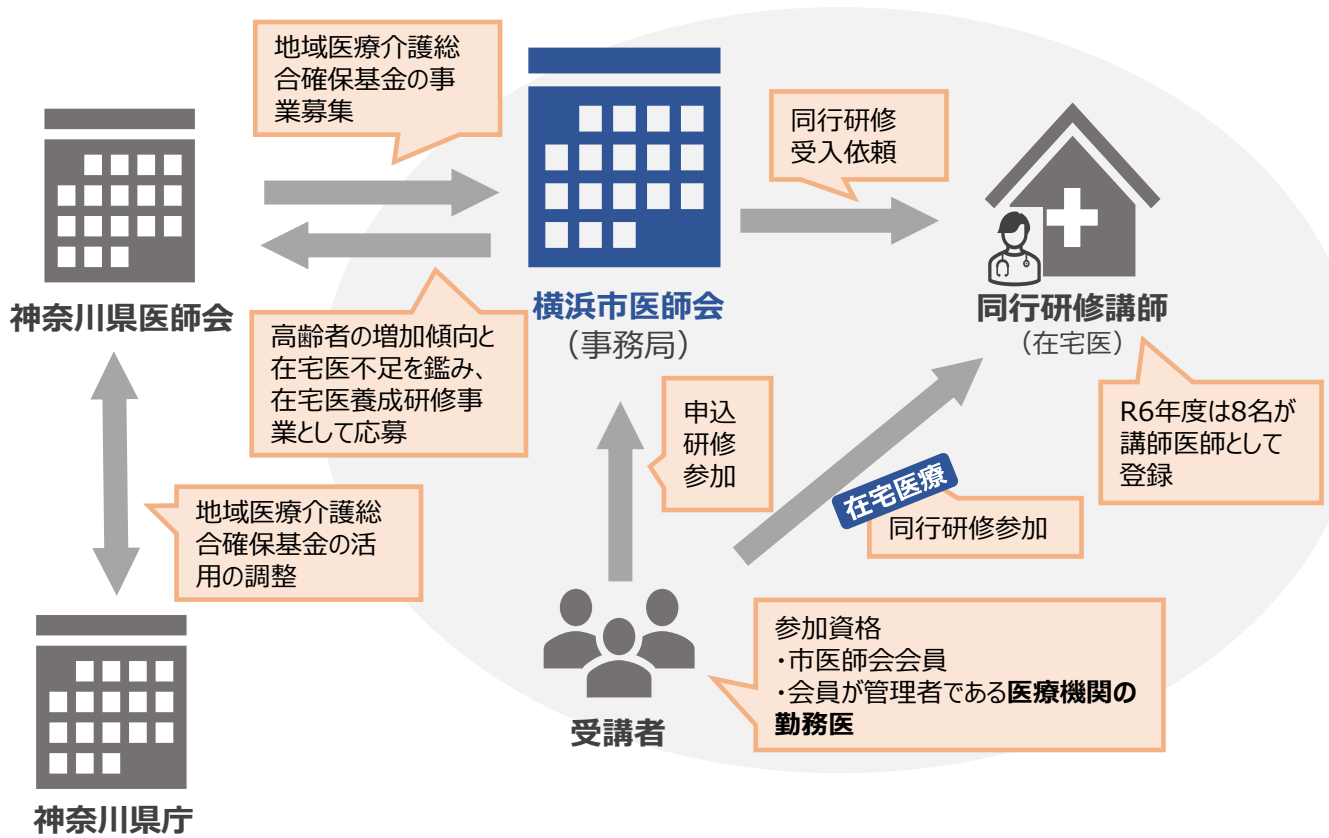 地域医療介護総
合確保基金の事
業募集
同行研修
受入依頼
神奈川県医師会
横浜市医師会
（事務局）
同行研修講師
（在宅医）
高齢者の増加傾向と
在宅医不足を鑑み、
在宅医養成研修事
業として応募
申込
研修
参加
R6年度は8名が
講師医師として
登録
在宅医療
同行研修参加
地域医療介護総
合確保基金の活
用の調整
参加資格
・市医師会会員
・会員が管理者である医療機関の
勤務医
受講者
神奈川県庁